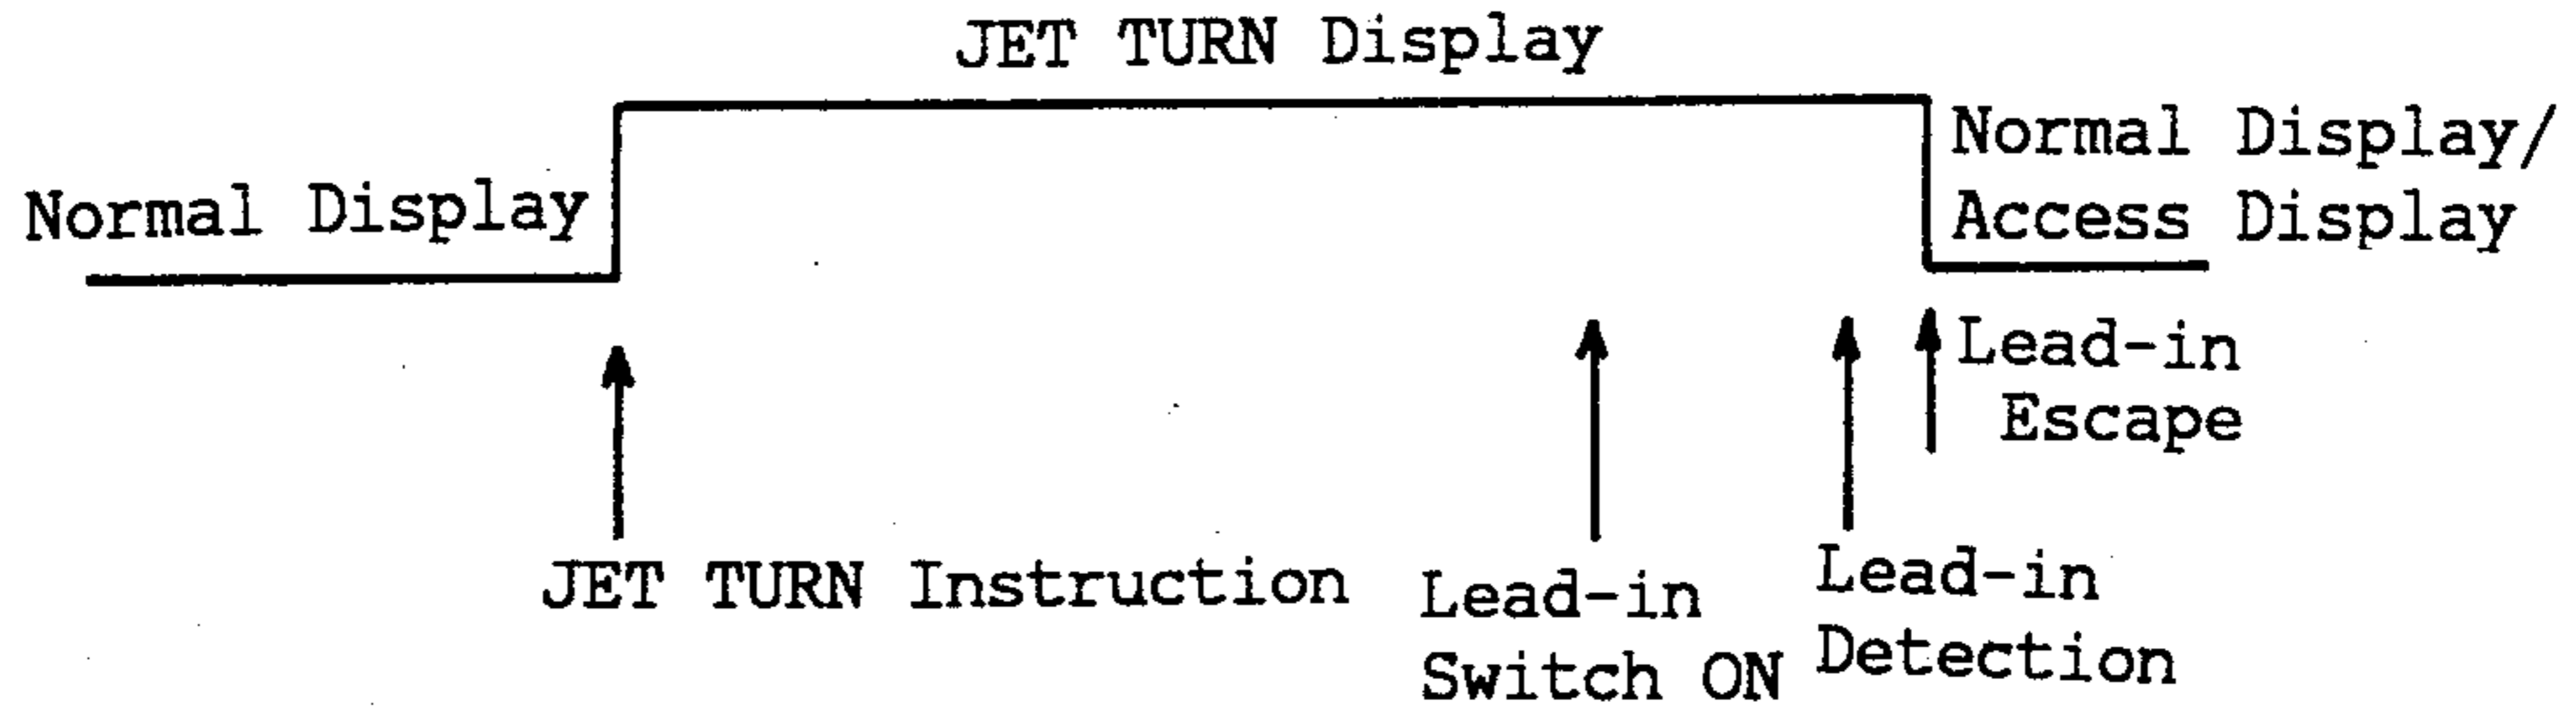 JET TURN Display
Normal Display
Normal Display/
Access Display
JET TURN Instruction
Lead-in
Switch ON
Lead-in
Detection
Lead-in
Escape